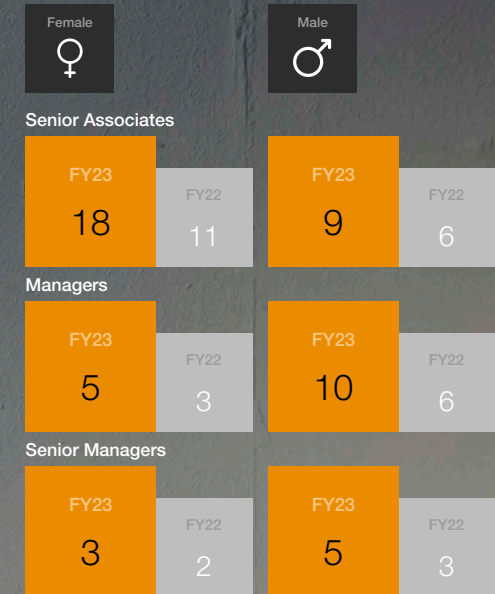 Female Male
Senior Associates
FY23 FY22 FY23 FY22
18 11 9 6
Managers
FY23 FY22 FY23 FY22
5 3 10 6
Senior Managers
FY23 FY22 FY23 FY22
3 2 5 3